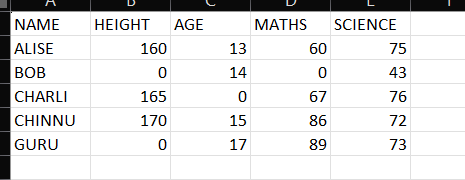 A B C D E F
NAME HEIGHT AGE MATHS SCIENCE
ALISE 160 13 60 75
BOB 0 14 0 43
CHARLI 165 0 67 76
CHINNU 170 15 86 72
GURU 0 17 89 73